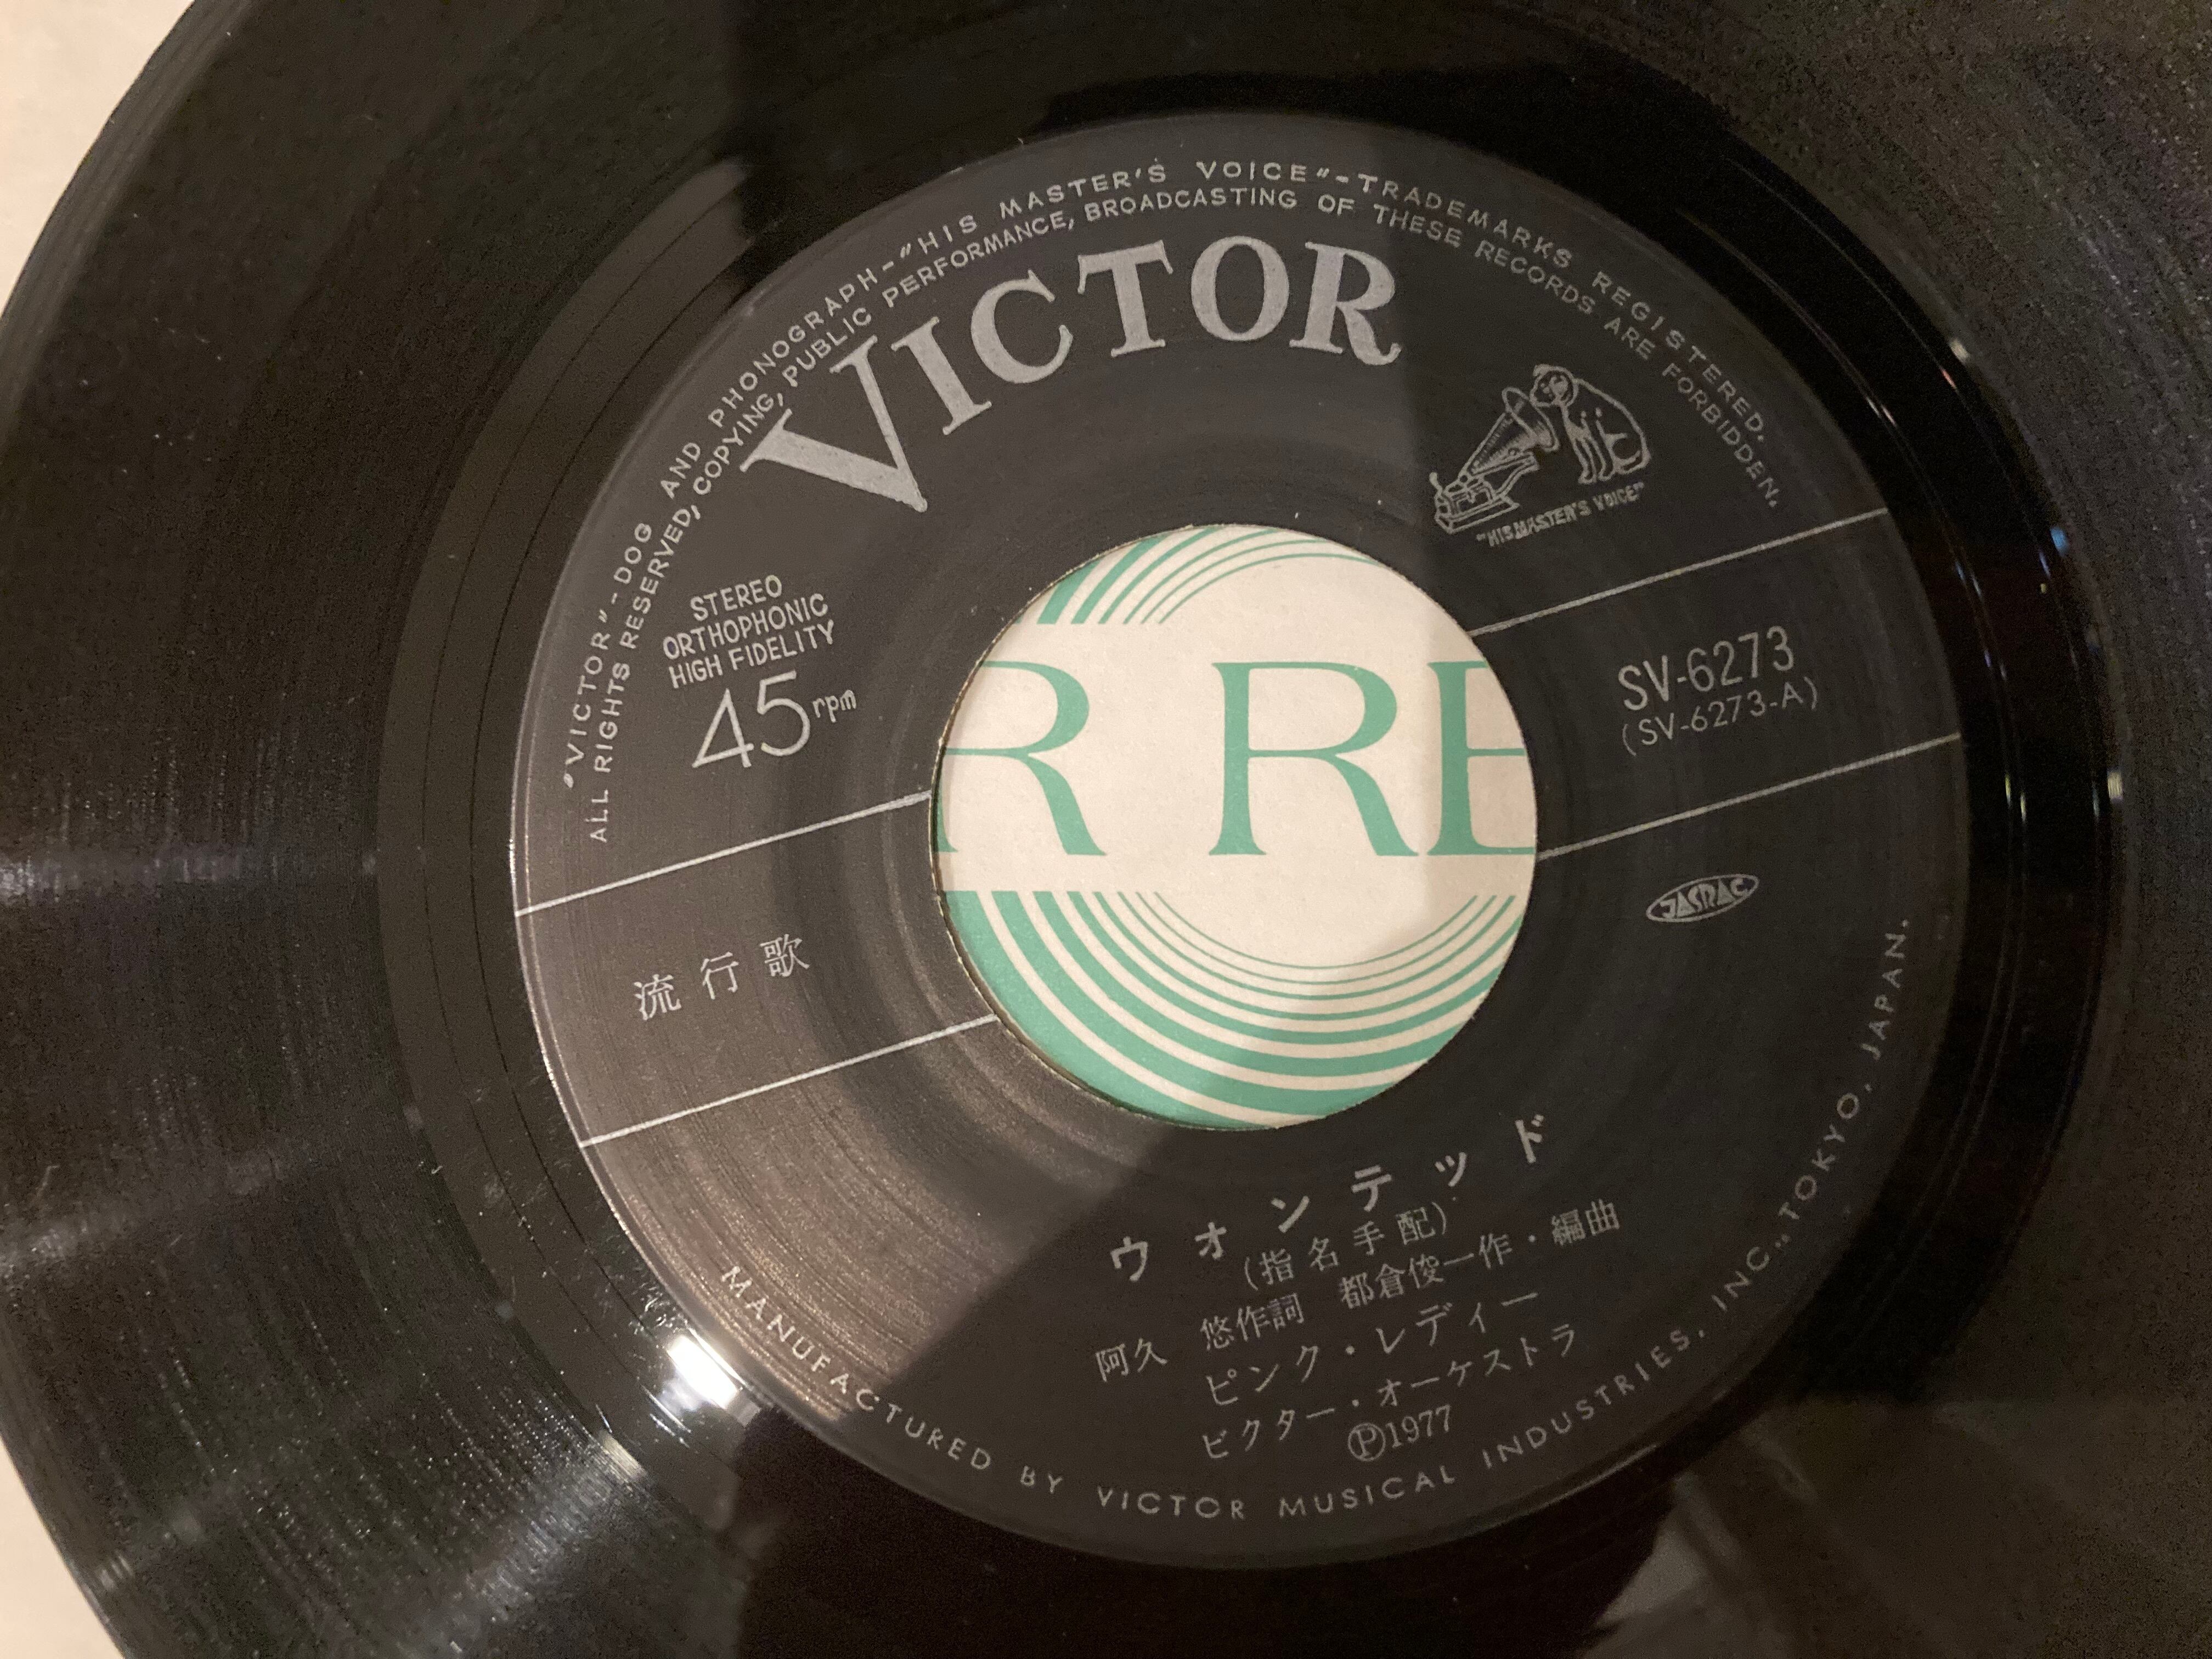 "VICTOR"-DOG AND PHONOGRAPH-"HIS MASTER'S VOICE"-TRADEMARKS REGISTERED.
ALL RIGHTS RESERVED, COPYING, PUBLIC PERFORMANCE, BROADCASTING OF THESE RECORDS ARE FORBIDDEN.
VICTOR
"HIS MASTER'S VOICE"
STEREO
ORTHOPHONIC
HIGH FIDELITY
45rpm
SV-6273
(SV-6273-A)
R RE
JASRAC
流行歌
ウォンテッド
(指名手配)
阿久 悠作詞 都倉俊一作・編曲
ピンク・レディー
ビクター・オーケストラ
Ⓟ1977
MANUFACTURED BY VICTOR MUSICAL INDUSTRIES, INC., TOKYO, JAPAN.